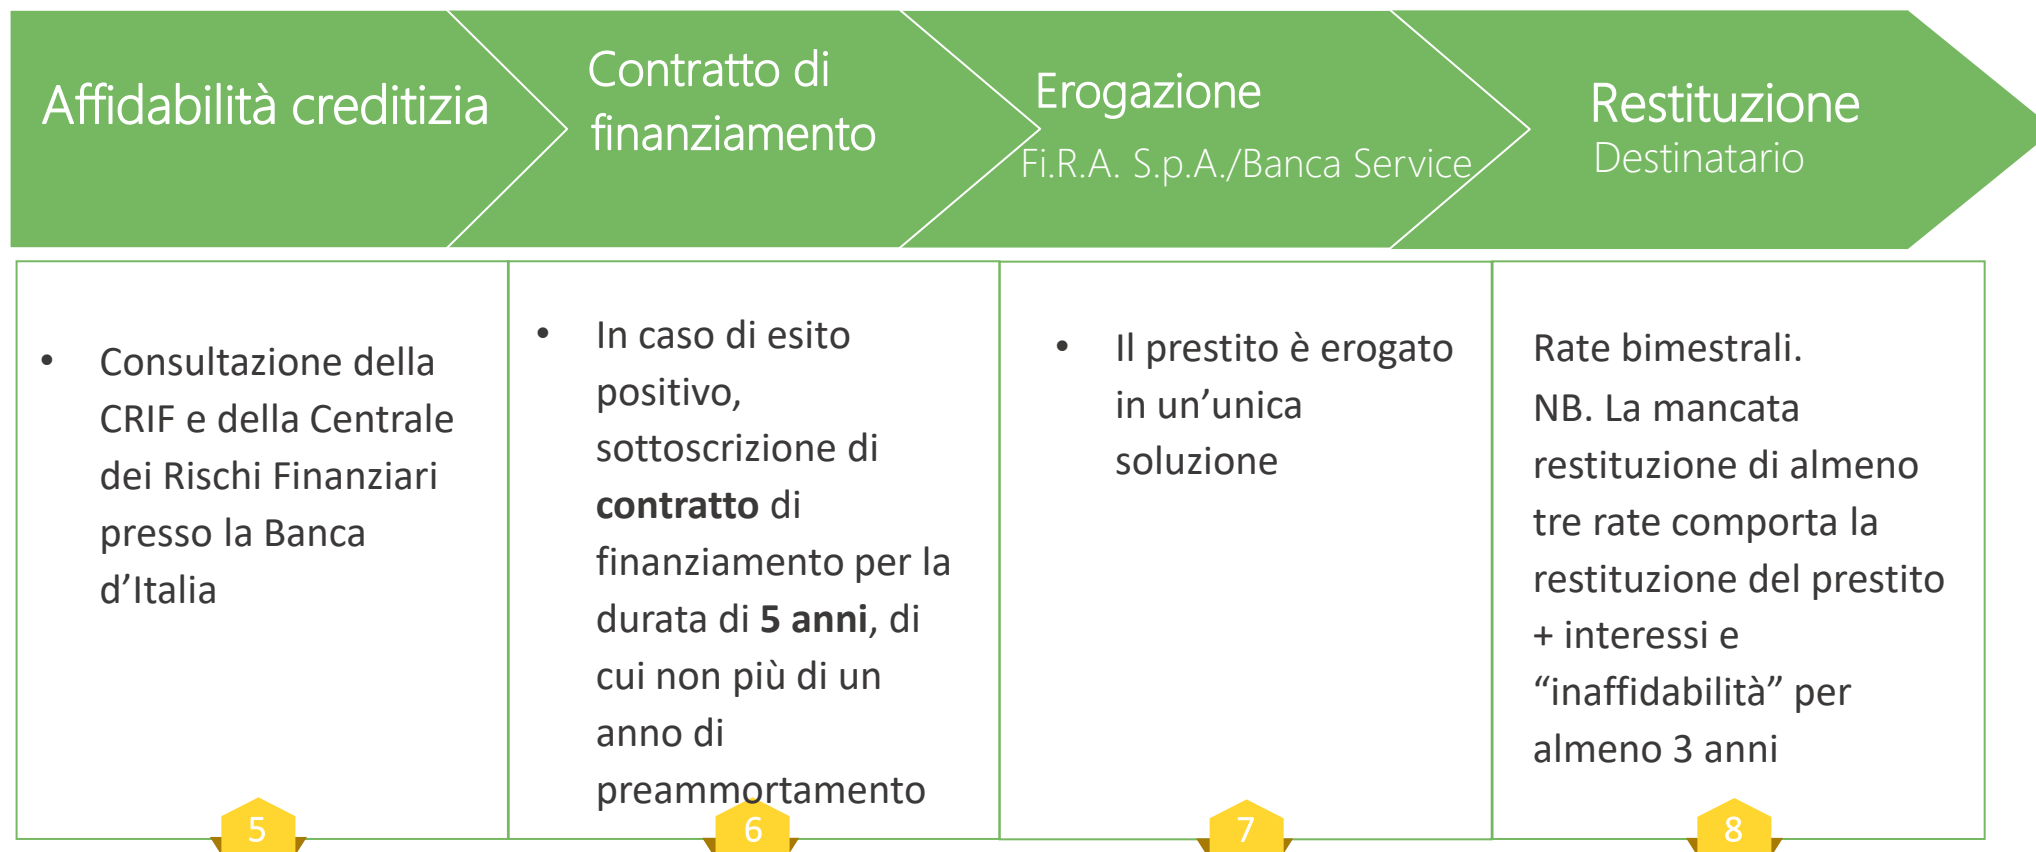 Affidabilità creditizia
Contratto di
finanziamento
Erogazione
Fi.R.A. S.p.A./Banca Service
Restituzione
Destinatario
• Consultazione della
CRIF e della Centrale
dei Rischi Finanziari
presso la Banca
d’Italia
5
• In caso di esito
positivo,
sottoscrizione di
contratto di
finanziamento per la
durata di 5 anni, di
cui non più di un
anno di
preammortamento
6
• Il prestito è erogato
in un’unica
soluzione
7
Rate bimestrali.
NB. La mancata
restituzione di almeno
tre rate comporta la
restituzione del prestito
+ interessi e
“inaffidabilità” per
almeno 3 anni
8